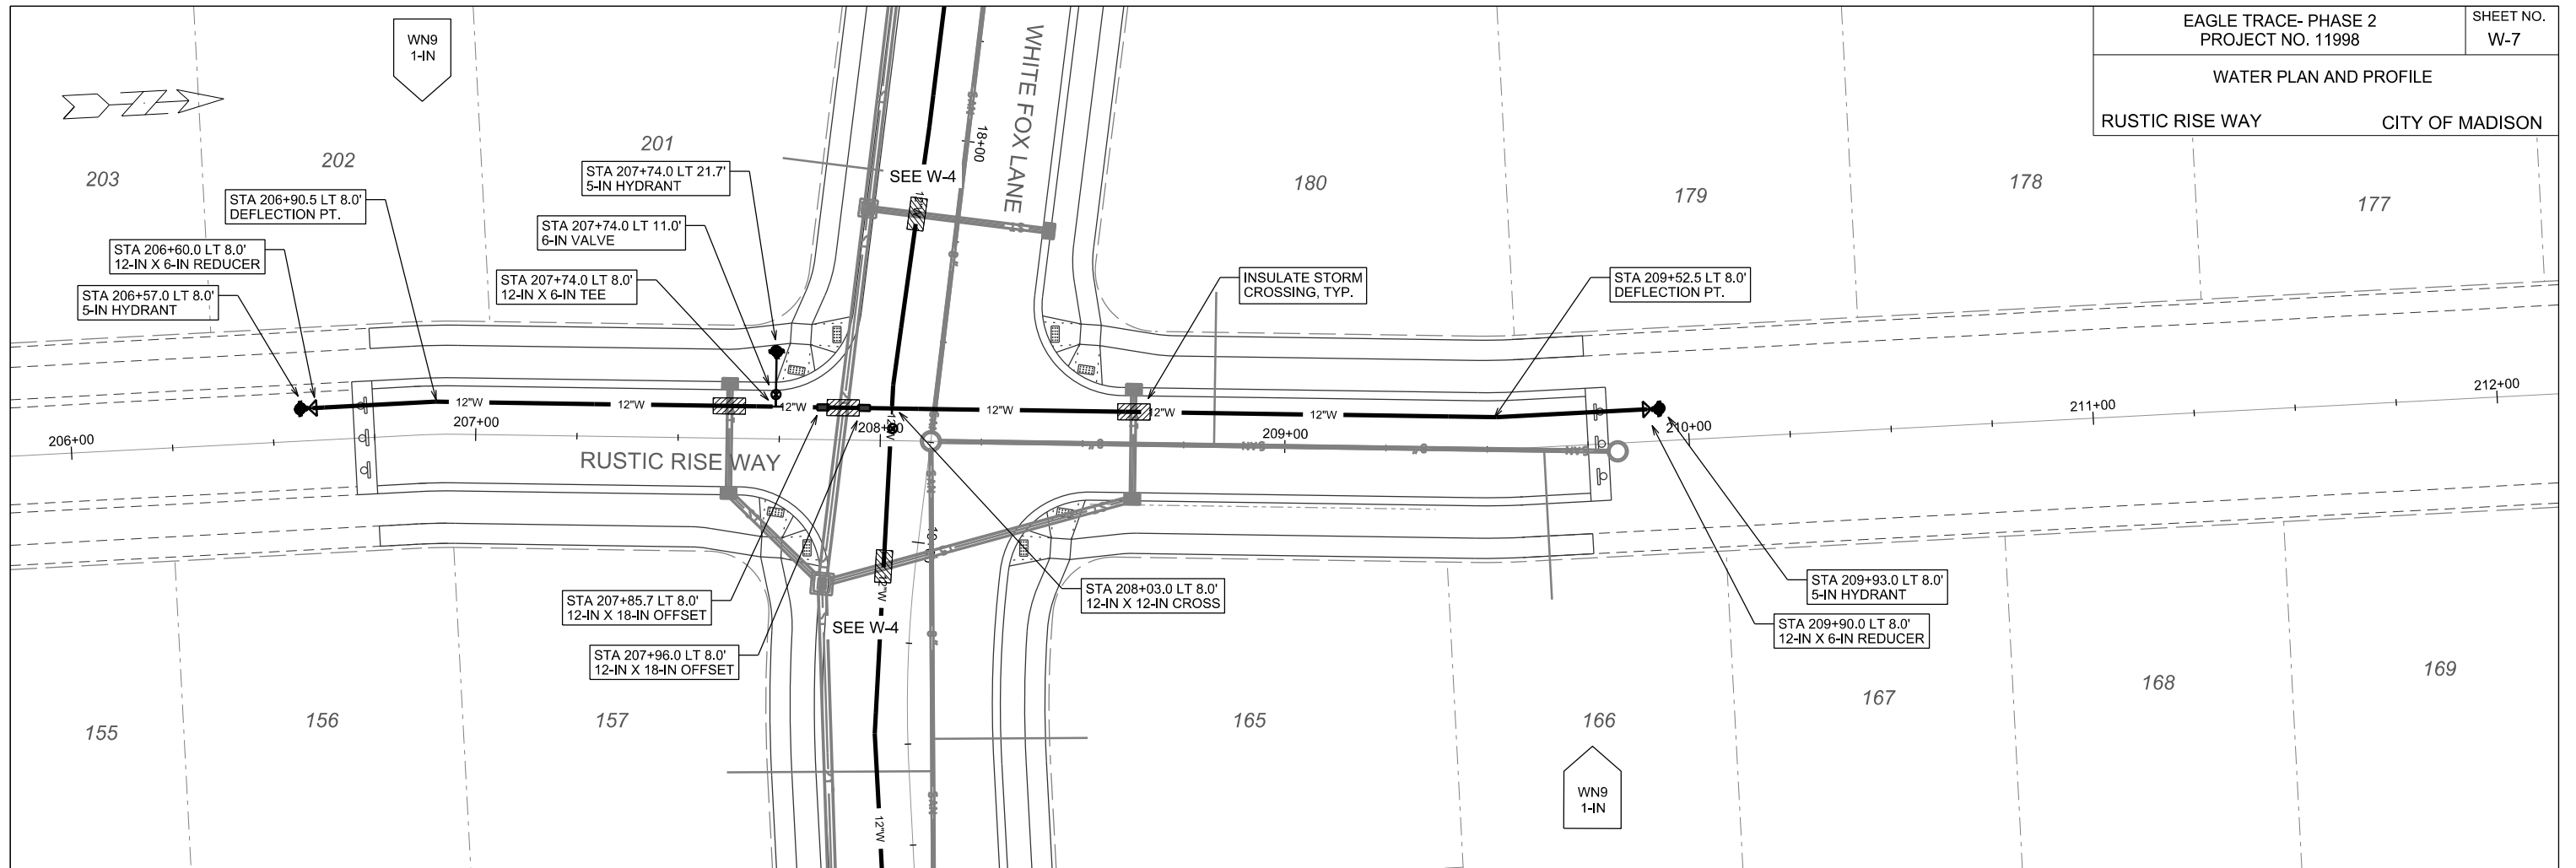 EAGLE TRACE- PHASE 2
PROJECT NO. 11998
SHEET NO.
W-7
WATER PLAN AND PROFILE
RUSTIC RISE WAY
CITY OF MADISON
WN9
1-IN
WHITE FOX LANE
18+00
203
202
201
180
179
178
177
SEE W-4
STA 207+74.0 LT 21.7'
5-IN HYDRANT
STA 206+90.5 LT 8.0'
DEFLECTION PT.
STA 207+74.0 LT 11.0'
6-IN VALVE
STA 206+60.0 LT 8.0'
12-IN X 6-IN REDUCER
STA 207+74.0 LT 8.0'
12-IN X 6-IN TEE
STA 206+57.0 LT 8.0'
5-IN HYDRANT
INSULATE STORM
CROSSING, TYP.
STA 209+52.5 LT 8.0'
DEFLECTION PT.
12"W
12"W
12"W
12"W
12"W
12"W
206+00
207+00
208+00
209+00
210+00
211+00
212+00
RUSTIC RISE WAY
SAN
SAN
SAN
SAN
SAN
STA 207+85.7 LT 8.0'
12-IN X 18-IN OFFSET
STA 207+96.0 LT 8.0'
12-IN X 18-IN OFFSET
STA 208+03.0 LT 8.0'
12-IN X 12-IN CROSS
STA 209+93.0 LT 8.0'
5-IN HYDRANT
STA 209+90.0 LT 8.0'
12-IN X 6-IN REDUCER
SEE W-4
12"W
155
156
157
165
166
167
168
169
WN9
1-IN